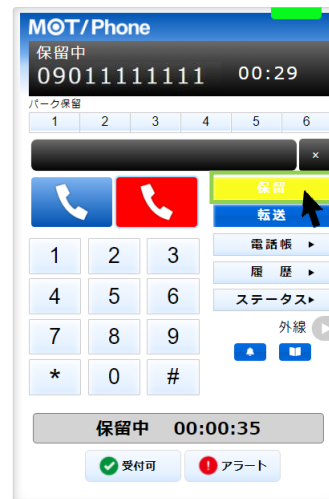 MOT/Phone
保留中
09011111111 00:29
パーク保留
1 2 3 4 5 6
×
保留
転送
電話帳 ▸
1 2 3
履 歴 ▸
4 5 6
ステータス▸
7 8 9
外線
* 0 #
保留中 00:00:35
受付可 アラート